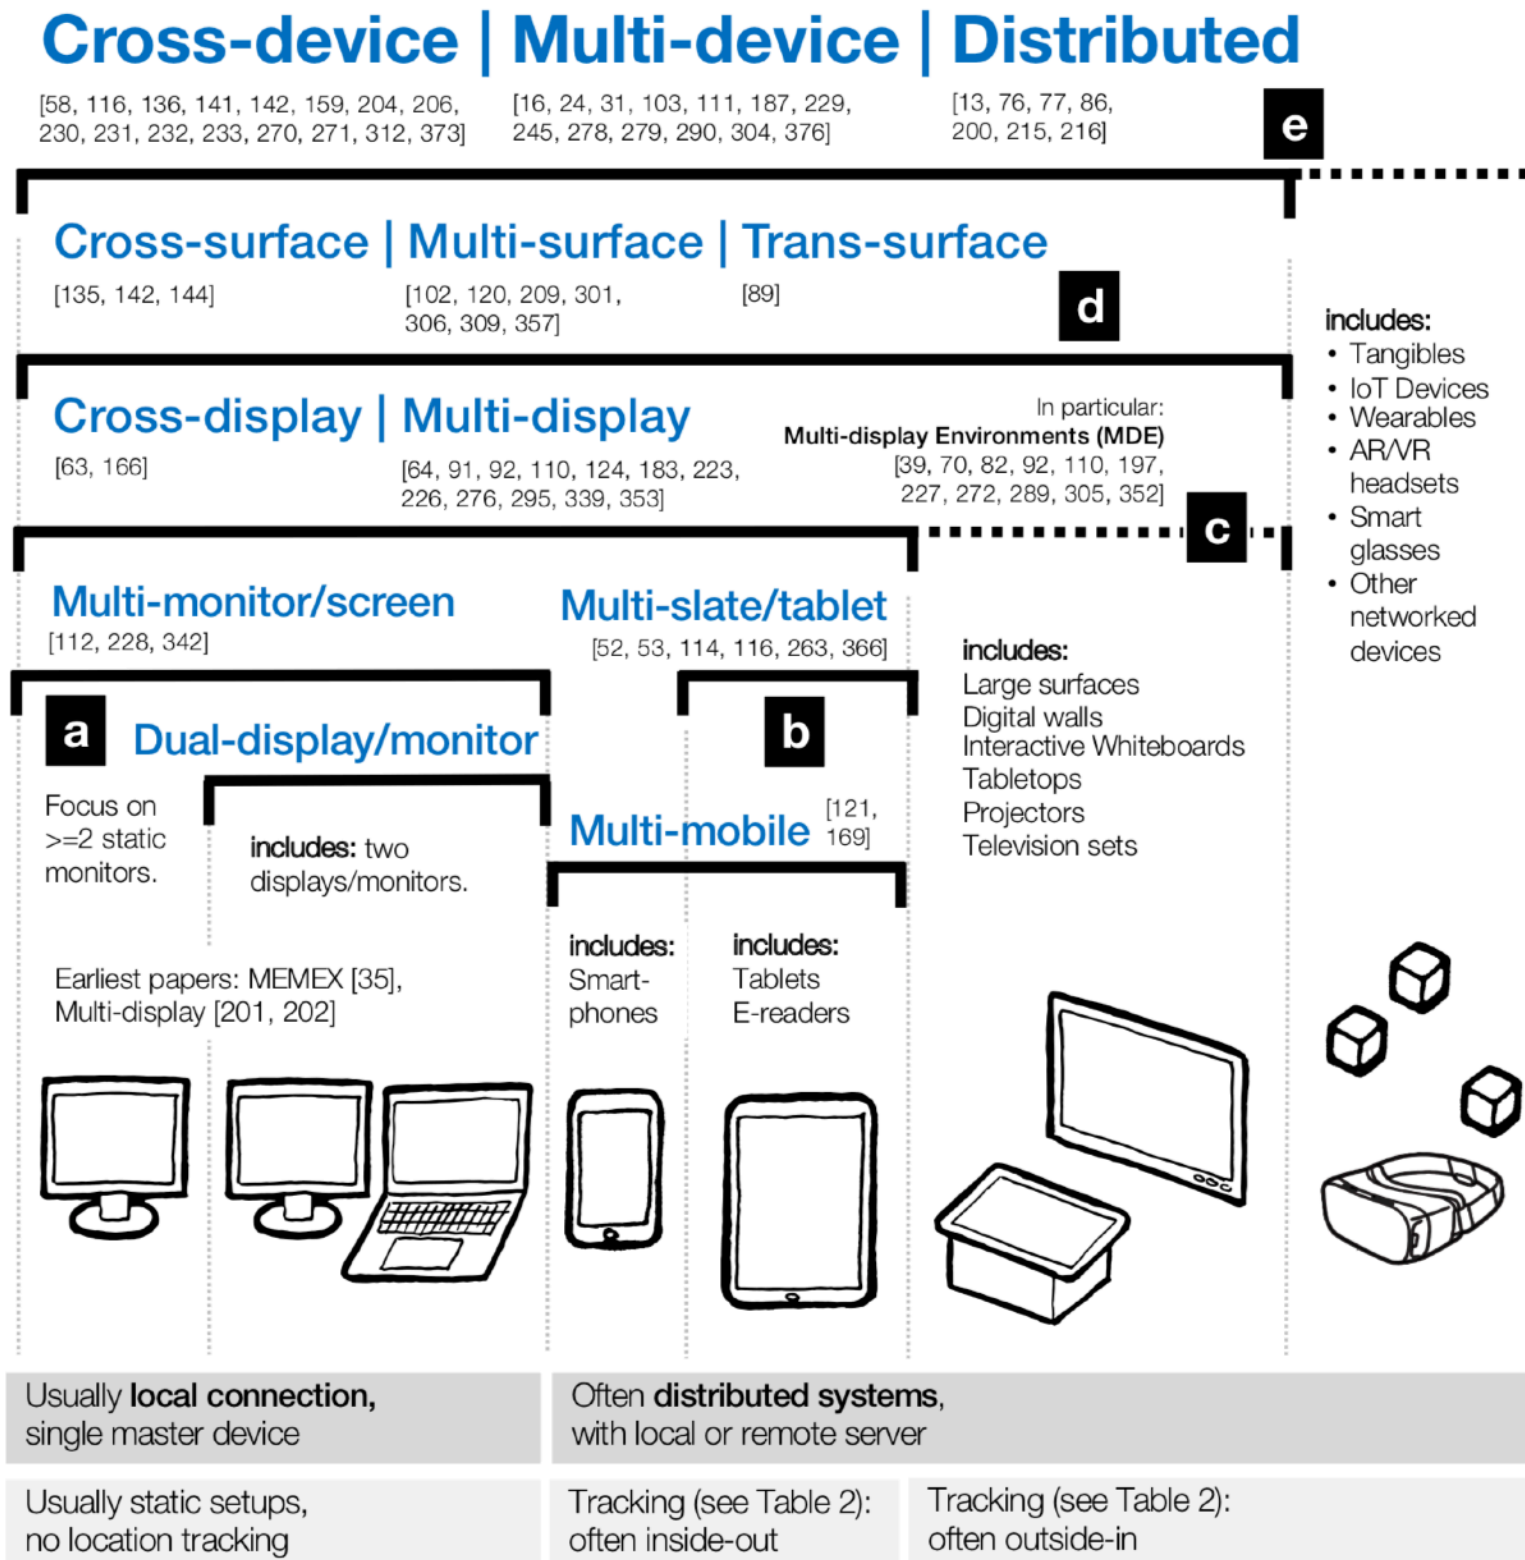 Cross-device | Multi-device | Distributed
[58, 116, 136, 141, 142, 159, 204, 206,
230, 231, 232, 233, 270, 271, 312, 373]
[16, 24, 31, 103, 111, 187, 229,
245, 278, 279, 290, 304, 376]
[13, 76, 77, 86,
200, 215, 216]
e
Cross-surface | Multi-surface | Trans-surface
[135, 142, 144]
[102, 120, 209, 301,
306, 309, 357]
[89]
d
Cross-display | Multi-display
[63, 166]
[64, 91, 92, 110, 124, 183, 223,
226, 276, 295, 339, 353]
In particular:
Multi-display Environments (MDE)
[39, 70, 82, 92, 110, 197,
227, 272, 289, 305, 352]
c
includes:
• Tangibles
• IoT Devices
• Wearables
• AR/VR
headsets
• Smart
glasses
• Other
networked
devices
Multi-monitor/screen
[112, 228, 342]
Multi-slate/tablet
[52, 53, 114, 116, 263, 366]
includes:
Large surfaces
Digital walls
Interactive Whiteboards
Tabletops
Projectors
Television sets
a
Dual-display/monitor
b
Focus on
>=2 static
monitors.
includes: two
displays/monitors.
Multi-mobile
[121,
169]
Earliest papers: MEMEX [35],
Multi-display [201, 202]
includes:
Smart-
phones
includes:
Tablets
E-readers
Usually local connection,
single master device
Often distributed systems,
with local or remote server
Usually static setups,
no location tracking
Tracking (see Table 2):
often inside-out
Tracking (see Table 2):
often outside-in